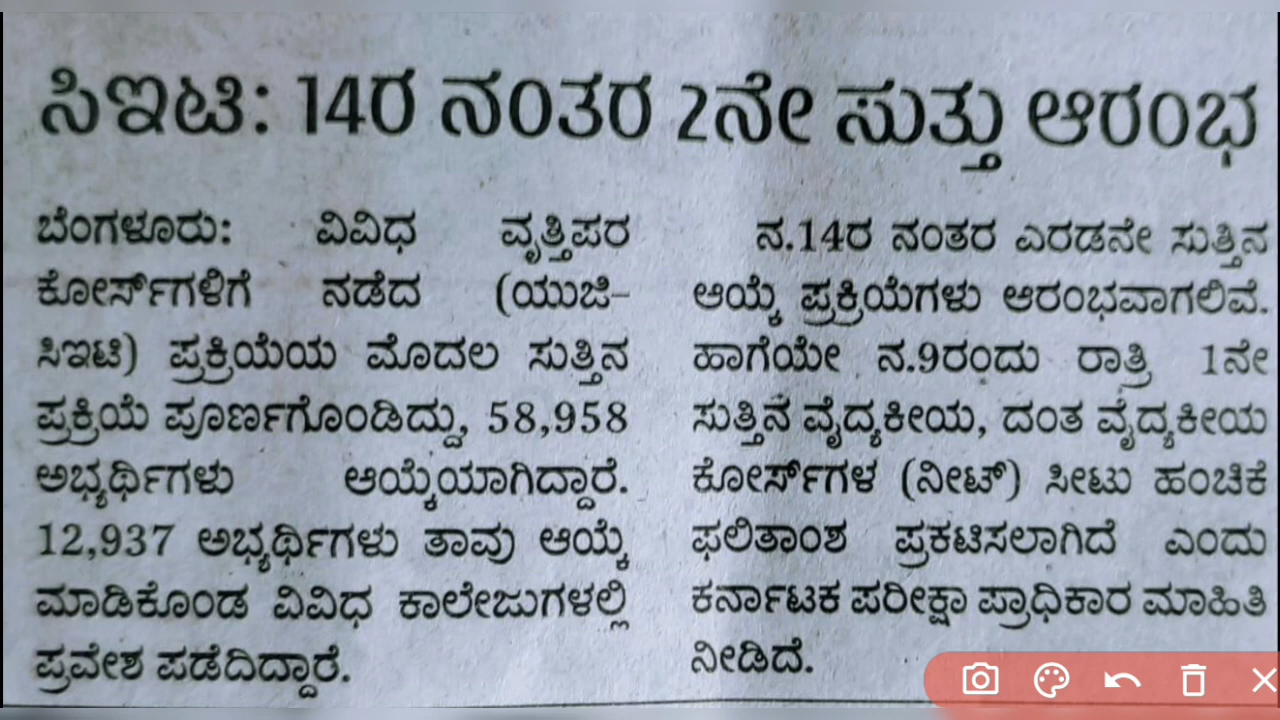 ಸಿಇಟಿ: 14ರ ನಂತರ 2ನೇ ಸುತ್ತು ಆರಂಭ
ಬೆಂಗಳೂರು: ವಿವಿಧ ವೃತ್ತಿಪರ
ಕೋರ್ಸ್‌ಗಳಿಗೆ ನಡೆದ (ಯುಜಿ-
ಸಿಇಟಿ) ಪ್ರಕ್ರಿಯೆಯ ಮೊದಲ ಸುತ್ತಿನ
ಪ್ರಕ್ರಿಯೆ ಪೂರ್ಣಗೊಂಡಿದ್ದು, 58,958
ಅಭ್ಯರ್ಥಿಗಳು ಆಯ್ಕೆಯಾಗಿದ್ದಾರೆ.
12,937 ಅಭ್ಯರ್ಥಿಗಳು ತಾವು ಆಯ್ಕೆ
ಮಾಡಿಕೊಂಡ ವಿವಿಧ ಕಾಲೇಜುಗಳಲ್ಲಿ
ಪ್ರವೇಶ ಪಡೆದಿದ್ದಾರೆ.
ನ.14ರ ನಂತರ ಎರಡನೇ ಸುತ್ತಿನ
ಆಯ್ಕೆ ಪ್ರಕ್ರಿಯೆಗಳು ಆರಂಭವಾಗಲಿವೆ.
ಹಾಗೆಯೇ ನ.9ರಂದು ರಾತ್ರಿ 1ನೇ
ಸುತ್ತಿನ ವೈದ್ಯಕೀಯ, ದಂತ ವೈದ್ಯಕೀಯ
ಕೋರ್ಸ್‌ಗಳ (ನೀಟ್) ಸೀಟು ಹಂಚಿಕೆ
ಫಲಿತಾಂಶ ಪ್ರಕಟಿಸಲಾಗಿದೆ ಎಂದು
ಕರ್ನಾಟಕ ಪರೀಕ್ಷಾ ಪ್ರಾಧಿಕಾರ ಮಾಹಿತಿ
ನೀಡಿದೆ.